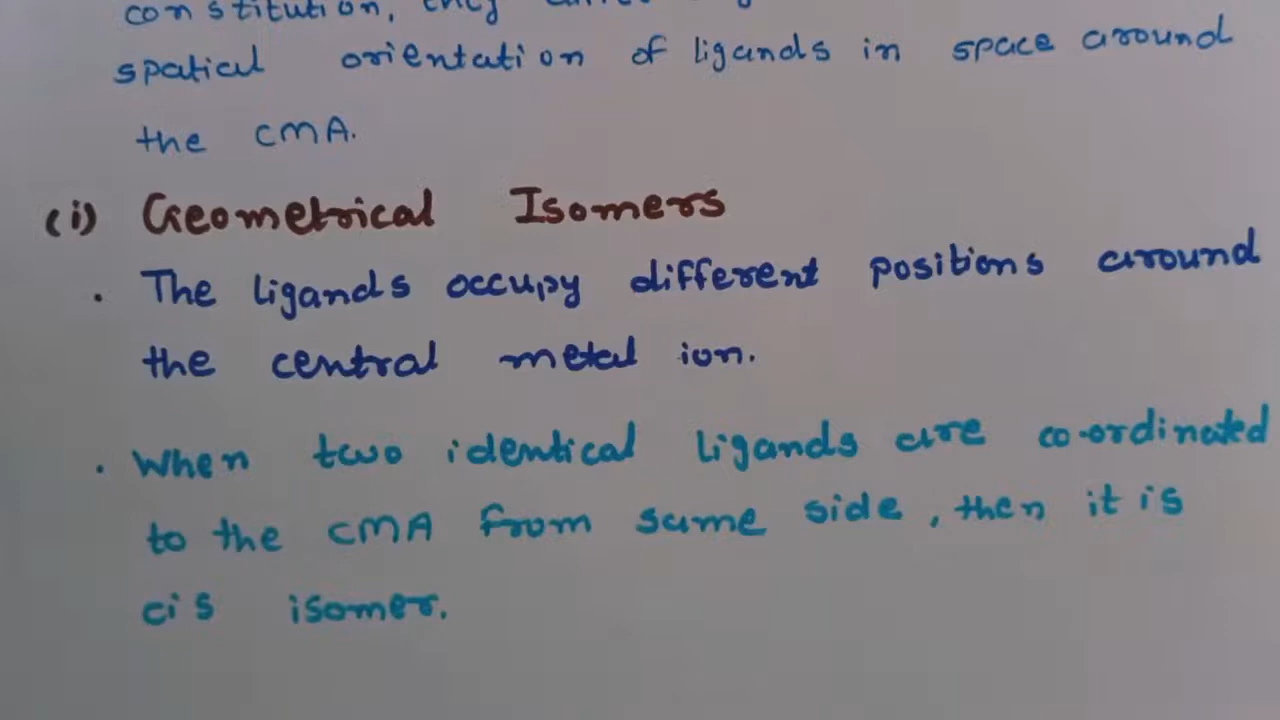 constitution, they
spatial orientation of ligands in space around
the CMA.
(i) Geometrical Isomers
. The ligands occupy different positions around
the central metal ion.
. When two identical ligands are co-ordinated
to the CMA from same side, then it is
cis isomer.